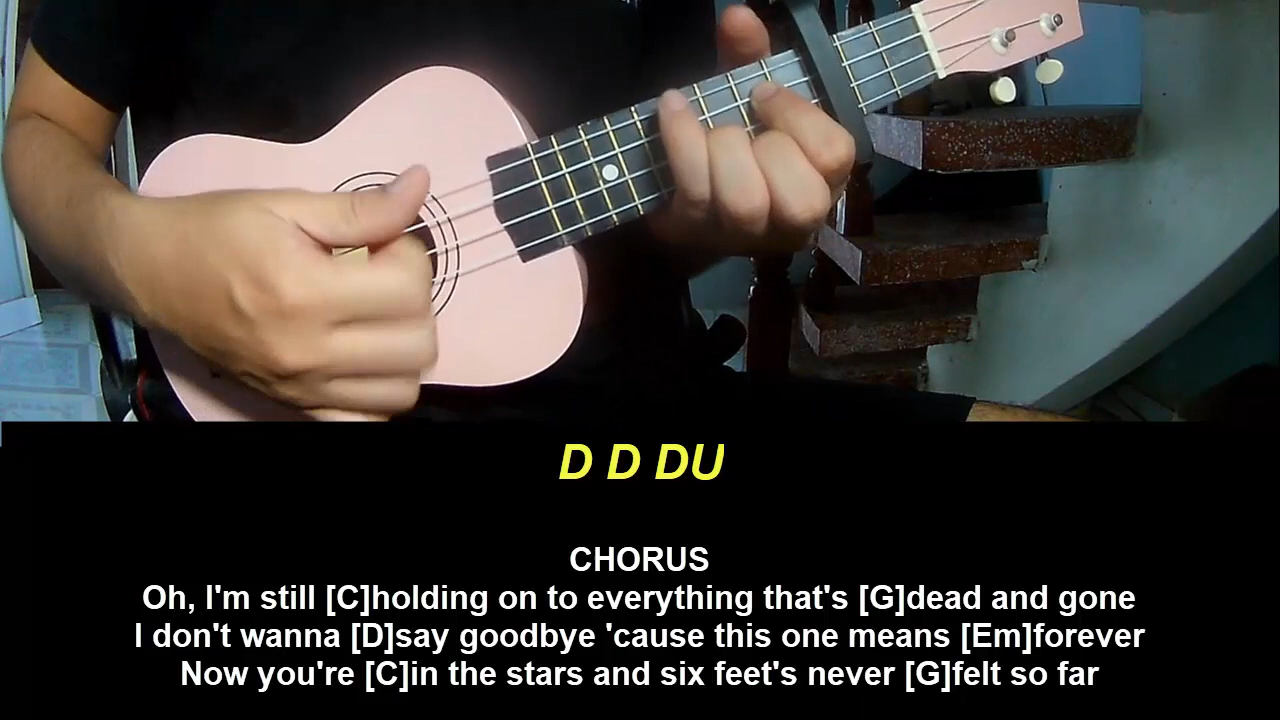 D D DU
CHORUS
Oh, I'm still [C]holding on to everything that's [G]dead and gone
I don't wanna [D]say goodbye 'cause this one means [Em]forever
Now you're [C]in the stars and six feet's never [G]felt so far